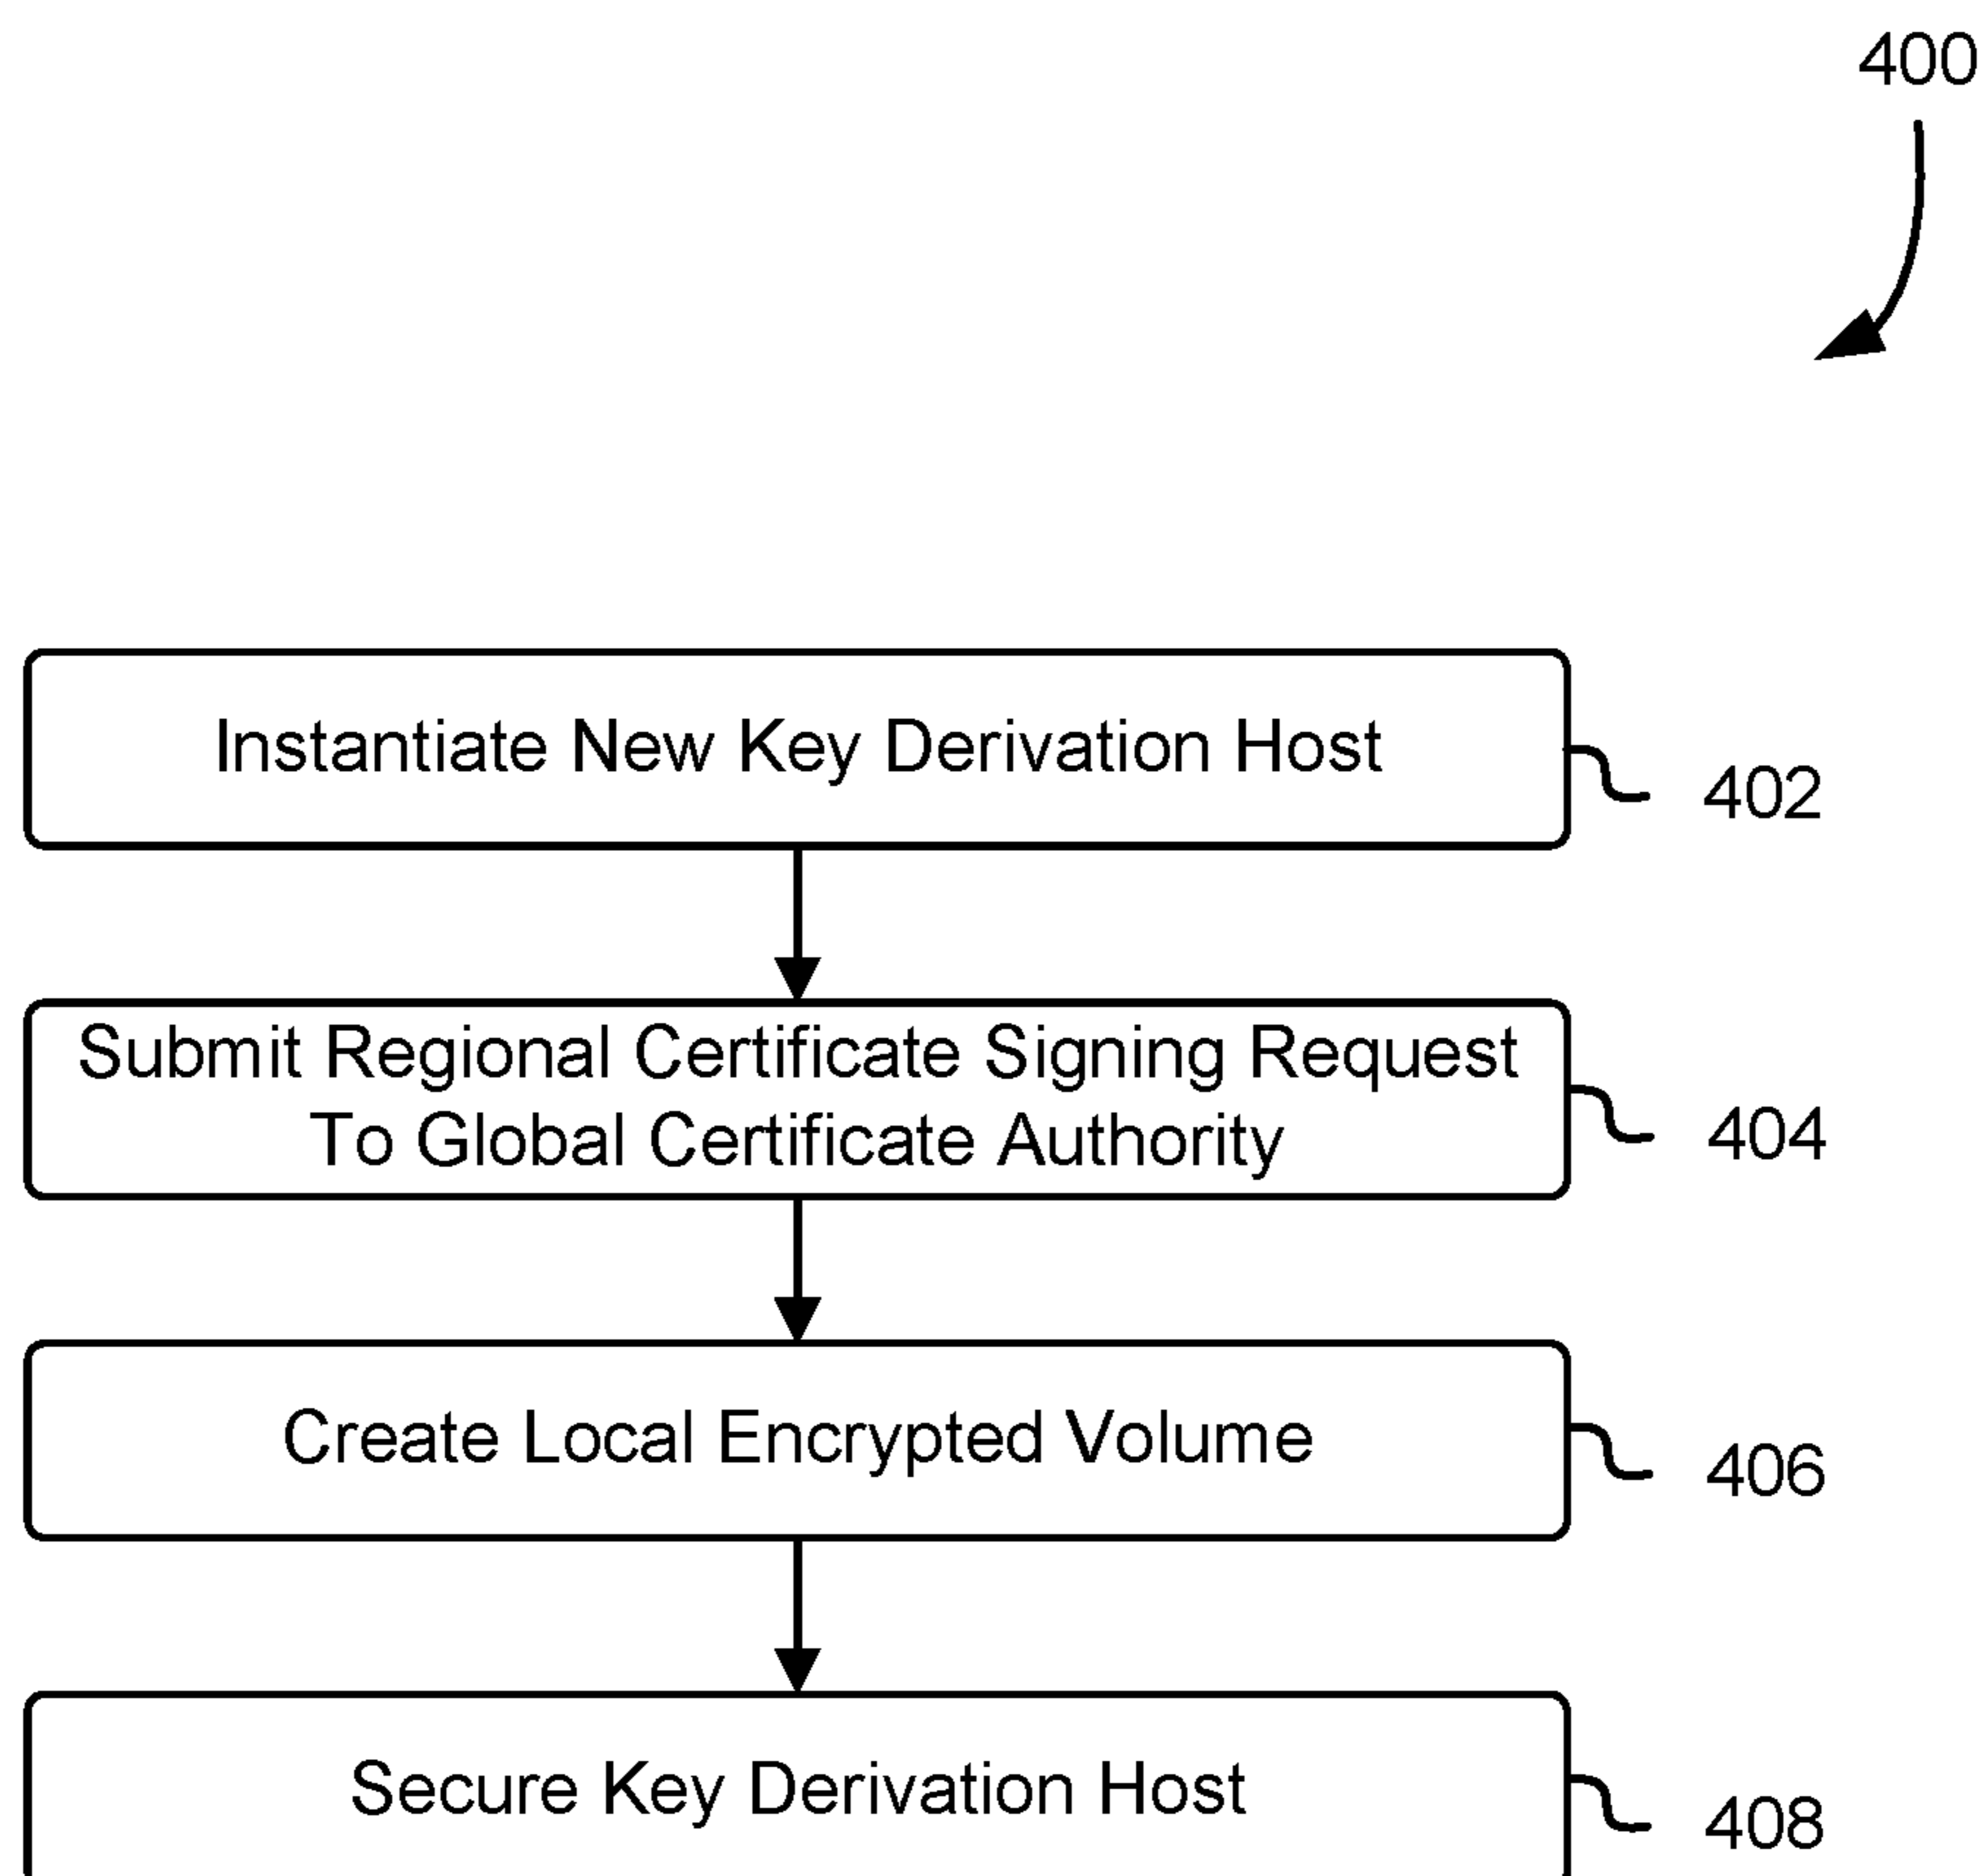 400
Instantiate New Key Derivation Host
402
Submit Regional Certificate Signing Request
To Global Certificate Authority
404
Create Local Encrypted Volume
406
Secure Key Derivation Host
408